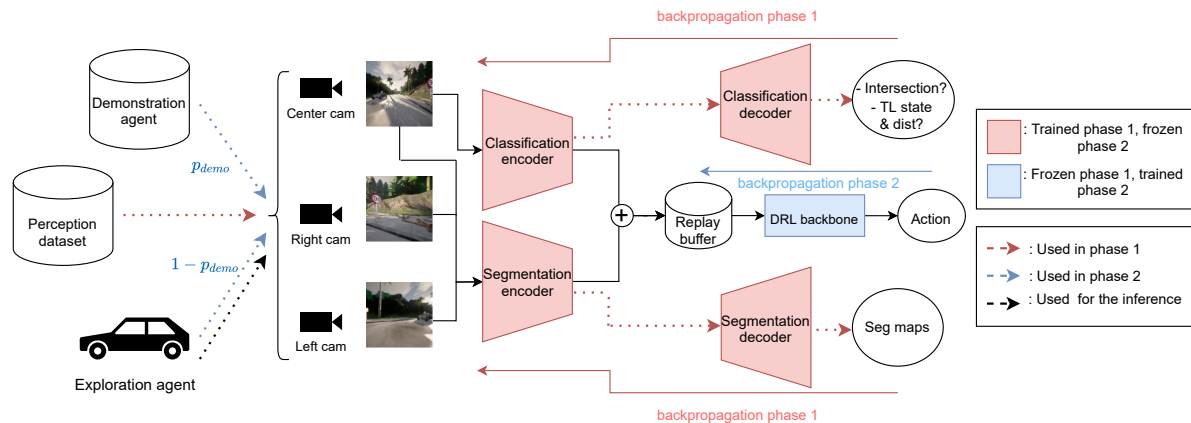 backpropagation phase 1
Demonstration
agent
Center cam
Classification
encoder
Classification
decoder
- Intersection?
- TL state
& dist?
: Trained phase 1, frozen
phase 2
: Frozen phase 1, trained
phase 2
p_demo
backpropagation phase 2
Perception
dataset
Right cam
+
Replay
buffer
DRL backbone
Action
1 − p_demo
Segmentation
encoder
: Used in phase 1
: Used in phase 2
: Used for the inference
Left cam
Segmentation
decoder
Seg maps
Exploration agent
backpropagation phase 1